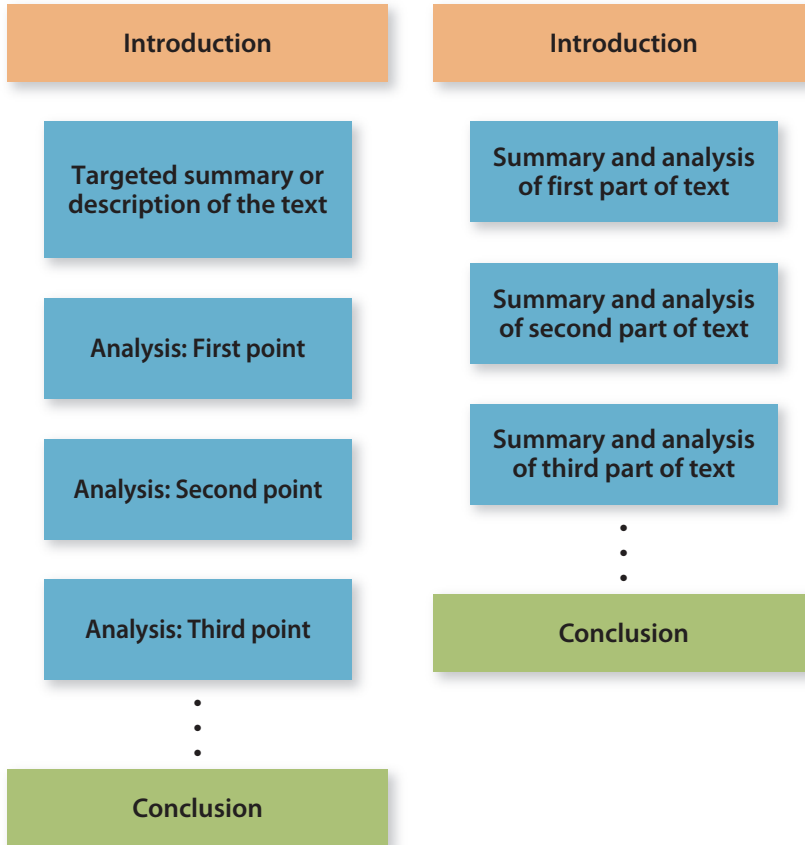 Introduction
Targeted summary or
description of the text
Analysis: First point
Analysis: Second point
Analysis: Third point
Conclusion
Introduction
Summary and analysis
of first part of text
Summary and analysis
of second part of text
Summary and analysis
of third part of text
Conclusion